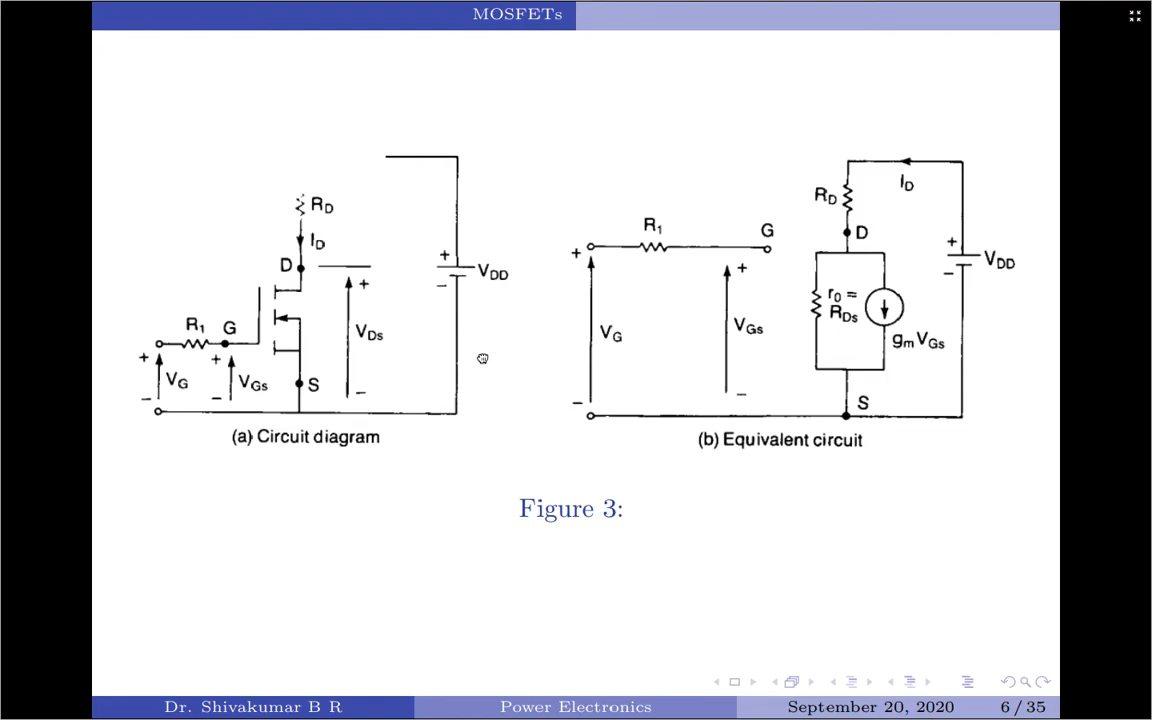 MOSFETs
R_D
I_D
D
+
V_DD
−
+
R_1
G
V_Ds
+
+
V_G
V_Gs
S
−
−
−
(a) Circuit diagram
I_D
R_D
R_1
G
D
+
+
+
V_DD
−
r_0 =
R_Ds
V_G
V_Gs
g_m V_Gs
−
−
S
(b) Equivalent circuit
Figure 3:
Dr. Shivakumar B R
Power Electronics
September 20, 2020
6 / 35